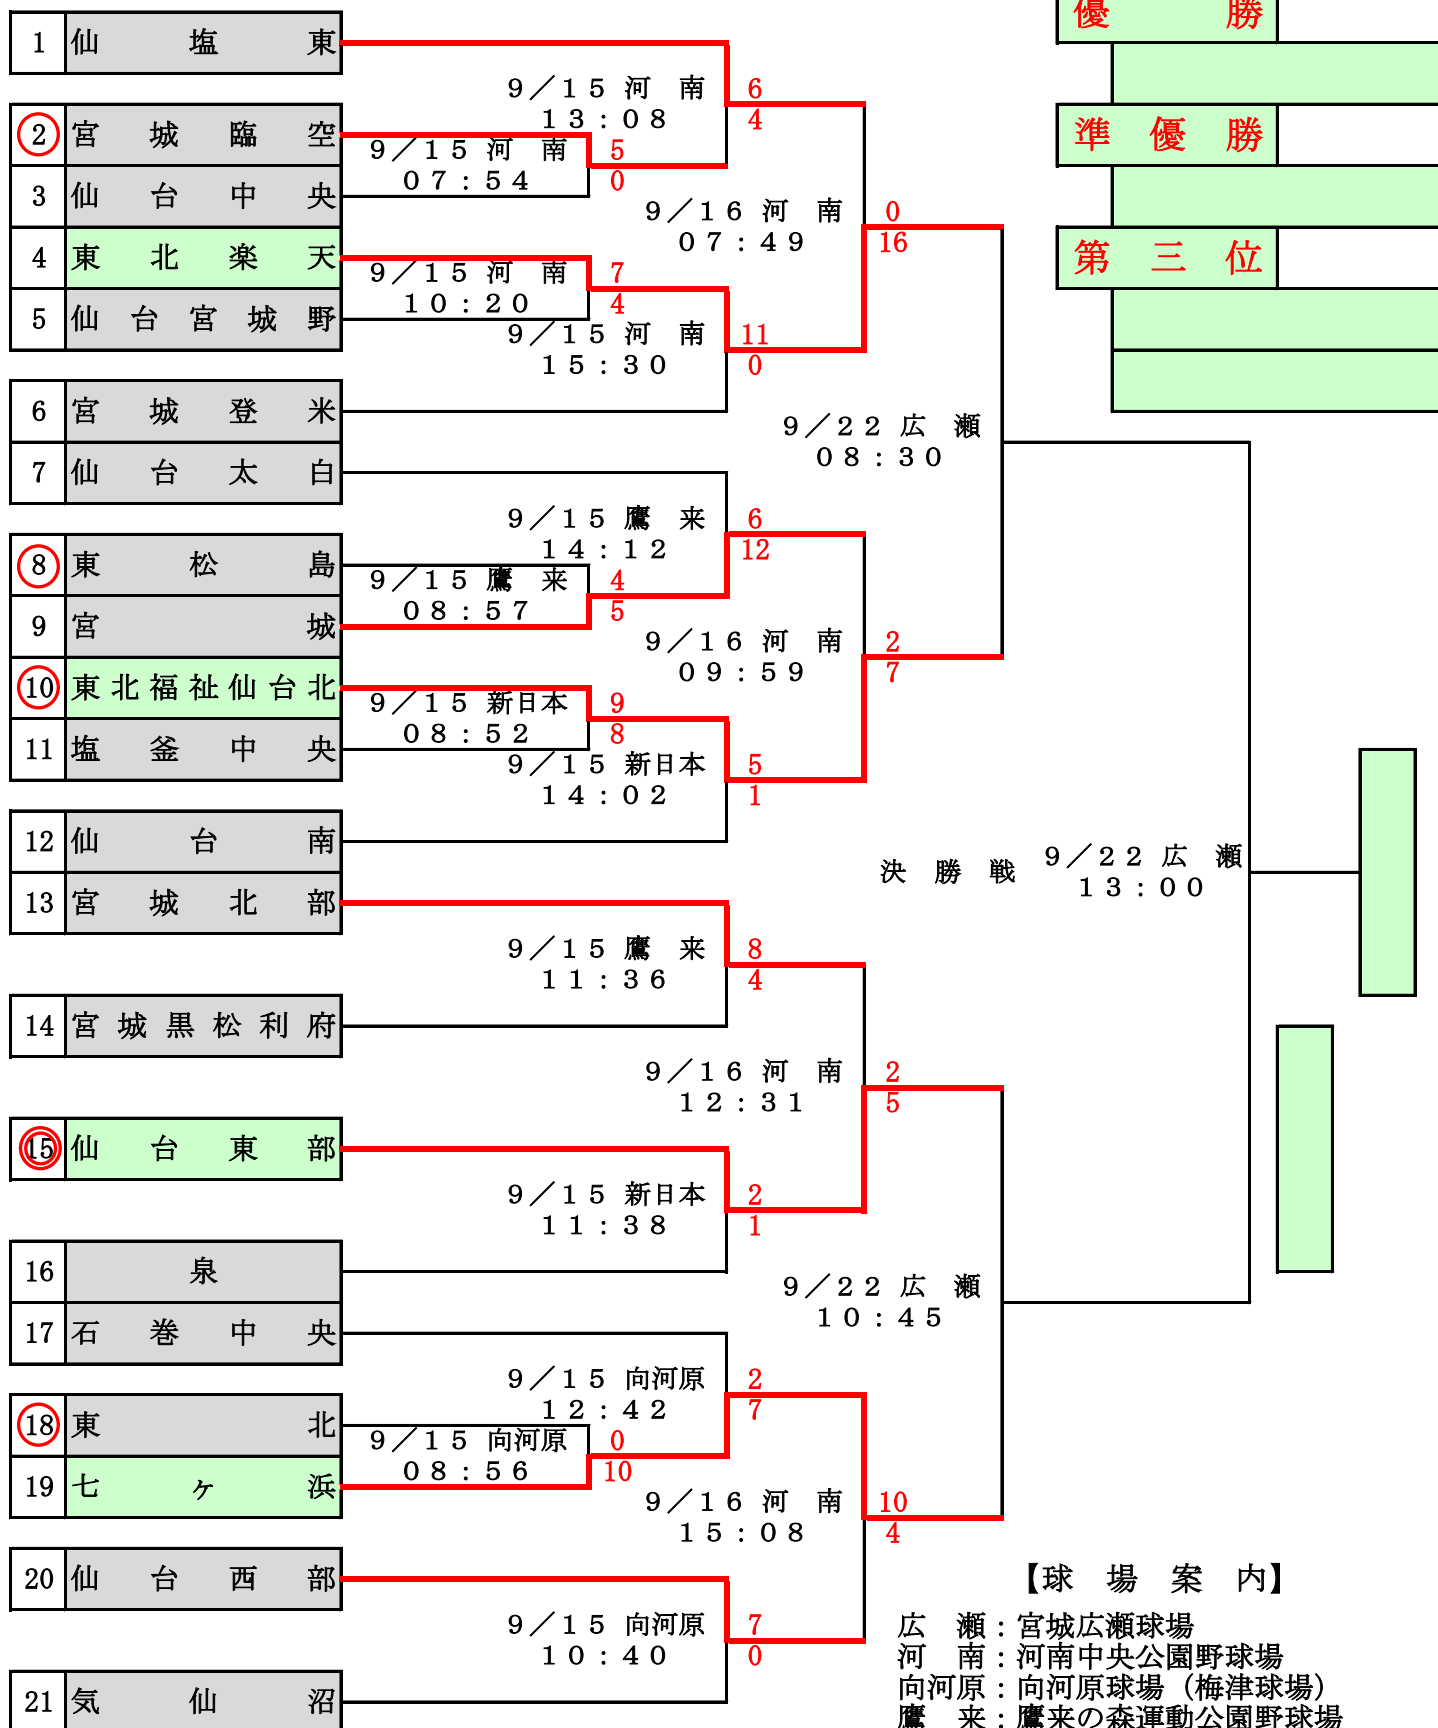 優 勝
1 仙 塩 東
9／15 河 南
13：08
6
4
準 優 勝
2 宮 城 臨 空
9／15 河 南
07：54
5
0
3 仙 台 中 央
9／16 河 南
07：49
0
16
第 三 位
4 東 北 楽 天
9／15 河 南
10：20
7
4
5 仙 台 宮 城 野
9／15 河 南
15：30
11
0
6 宮 城 登 米
9／22 広 瀬
08：30
7 仙 台 太 白
9／15 鷹 来
14：12
6
12
8 東 松 島
9／15 鷹 来
08：57
4
5
9 宮 城
9／16 河 南
09：59
2
7
10 東 北 福 祉 仙 台 北
9／15 新日本
08：52
9
8
11 塩 釜 中 央
9／15 新日本
14：02
5
1
12 仙 台 南
決 勝 戦 9／22 広 瀬
13：00
13 宮 城 北 部
9／15 鷹 来
11：36
8
4
14 宮 城 黒 松 利 府
9／16 河 南
12：31
2
5
15 仙 台 東 部
9／15 新日本
11：38
2
1
16 泉
9／22 広 瀬
10：45
17 石 巻 中 央
9／15 向河原
12：42
2
7
18 東 北
9／15 向河原
08：56
0
10
19 七 ヶ 浜
9／16 河 南
15：08
10
4
20 仙 台 西 部
9／15 向河原
10：40
7
0
21 気 仙 沼
【球 場 案 内】
広 瀬：宮城広瀬球場
河 南：河南中央公園野球場
向河原：向河原球場（梅津球場）
鷹 来：鷹来の森運動公園野球場